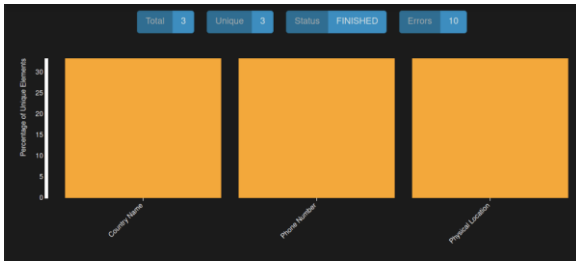 Total 3 Unique 3 Status FINISHED Errors 10
Percentage of Unique Elements
30
25
20
15
10
5
0
Country Name
Phone Number
Physical Location